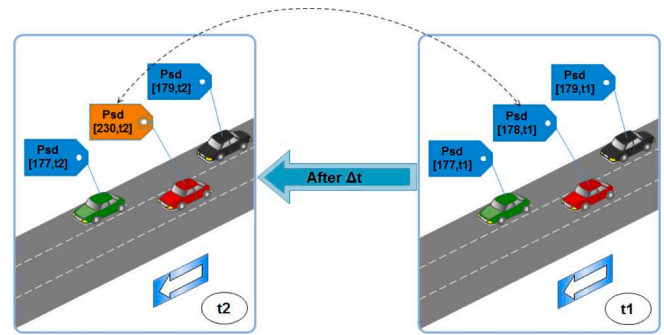 Psd
[179,t2]
Psd
[230,t2]
Psd
[177,t2]
t2
After Δt
Psd
[179,t1]
Psd
[178,t1]
Psd
[177,t1]
t1